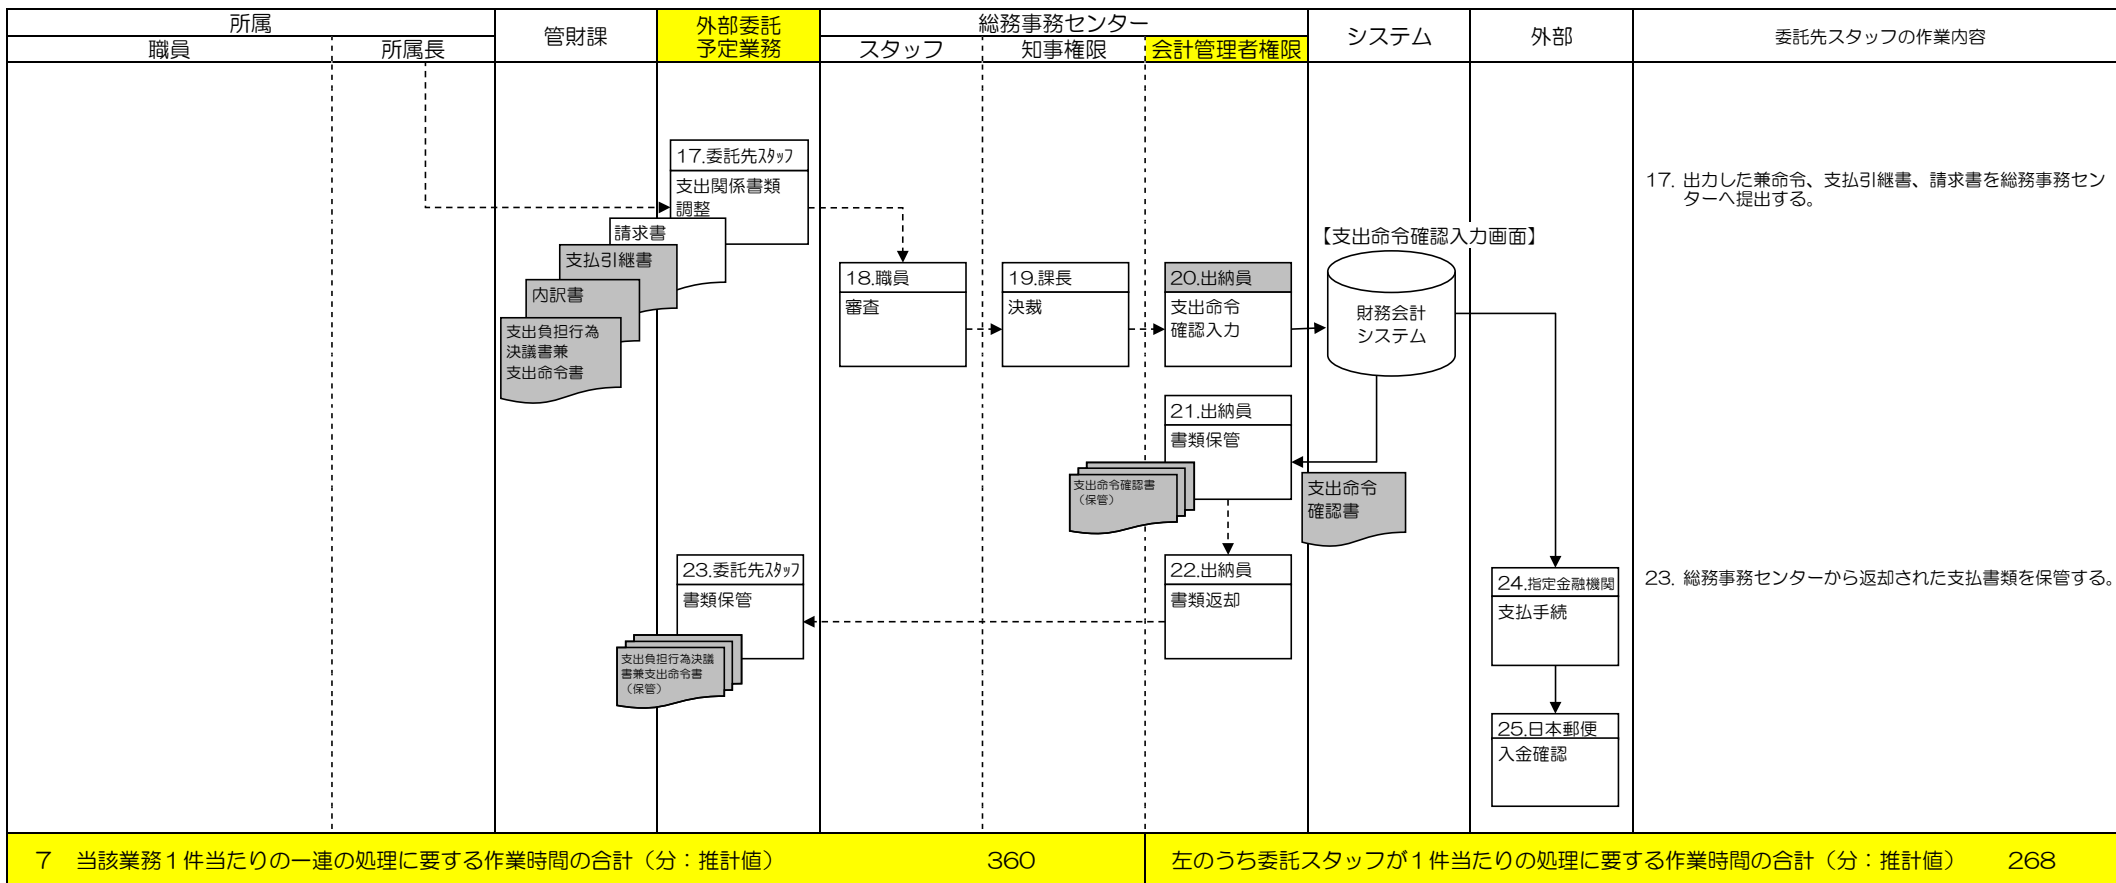 所属
職員
所属長
管財課
外部委託
予定業務
総務事務センター
スタッフ
知事権限
会計管理者権限
システム
外部
委託先スタッフの作業内容
17.委託先ｽﾀｯﾌ
支出関係書類
調整
請求書
支払引継書
内訳書
支出負担行為
決議書兼
支出命令書
18.職員
審査
19.課長
決裁
20.出納員
支出命令
確認入力
【支出命令確認入力画面】
財務会計
システム
17. 出力した兼命令、支払引継書、請求書を総務事務セン
ターへ提出する。
21.出納員
書類保管
支出命令確認書
（保管）
支出命令
確認書
22.出納員
書類返却
23.委託先ｽﾀｯﾌ
書類保管
支出負担行為決議
書兼支出命令書
（保管）
24.指定金融機関
支払手続
23. 総務事務センターから返却された支払書類を保管する。
25.日本郵便
入金確認
7　当該業務１件当たりの一連の処理に要する作業時間の合計（分：推計値）　360
左のうち委託スタッフが１件当たりの処理に要する作業時間の合計（分：推計値）　268